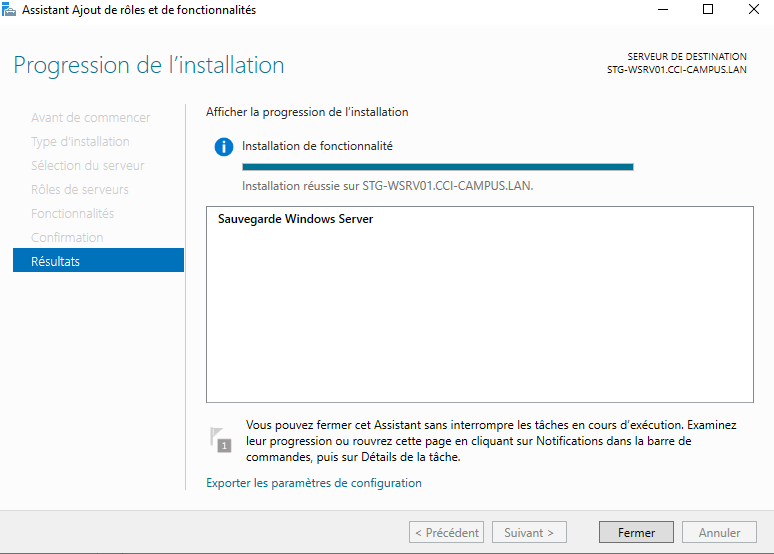 Assistant Ajout de rôles et de fonctionnalités
Progression de l'installation
SERVEUR DE DESTINATION
STG-WSRV01.CCI-CAMPUS.LAN
Avant de commencer
Type d'installation
Sélection du serveur
Rôles de serveurs
Fonctionnalités
Confirmation
Résultats
Afficher la progression de l'installation
Installation de fonctionnalité
Installation réussie sur STG-WSRV01.CCI-CAMPUS.LAN.
Sauvegarde Windows Server
1
Vous pouvez fermer cet Assistant sans interrompre les tâches en cours d'exécution. Examinez
leur progression ou rouvrez cette page en cliquant sur Notifications dans la barre de
commandes, puis sur Détails de la tâche.
Exporter les paramètres de configuration
< Précédent
Suivant >
Fermer
Annuler